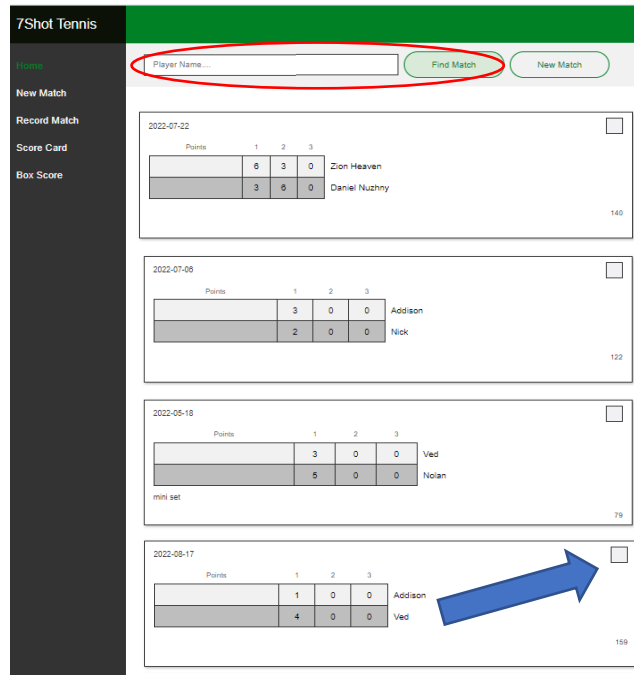 7Shot Tennis
Home
New Match
Record Match
Score Card
Box Score
Player Name....
Find Match
New Match
2022-07-22
Points 1 2 3
6 3 0 Zion Heaven
3 6 0 Daniel Nuzhny
140
2022-07-06
Points 1 2 3
3 0 0 Addison
2 0 0 Nick
122
2022-05-18
Points 1 2 3
3 0 0 Ved
5 0 0 Nolan
mini set
79
2022-08-17
Points 1 2 3
1 0 0 Addison
4 0 0 Ved
159